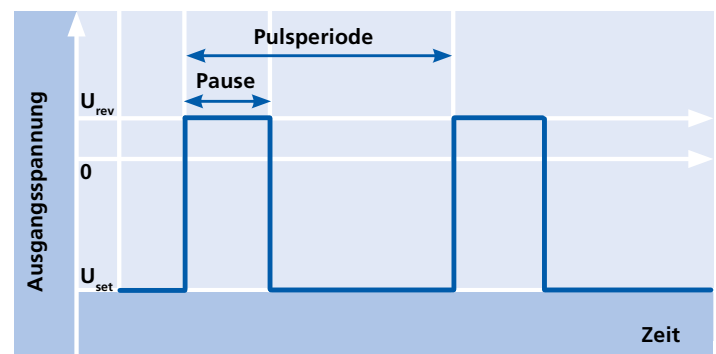 Pulsperiode
Pause
U_rev
0
U_set
Ausgangsspannung
Zeit